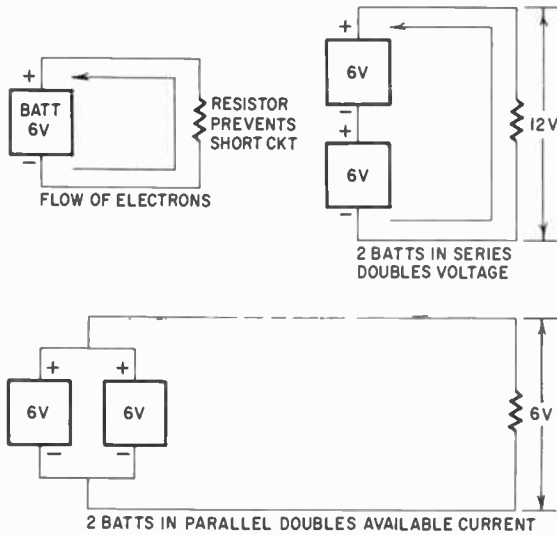 +
BATT
6V
−
RESISTOR
PREVENTS
SHORT CKT
FLOW OF ELECTRONS
+
6V
+
6V
−
12V
2 BATTS IN SERIES
DOUBLES VOLTAGE
+
6V
−
+
6V
−
6V
2 BATTS IN PARALLEL DOUBLES AVAILABLE CURRENT